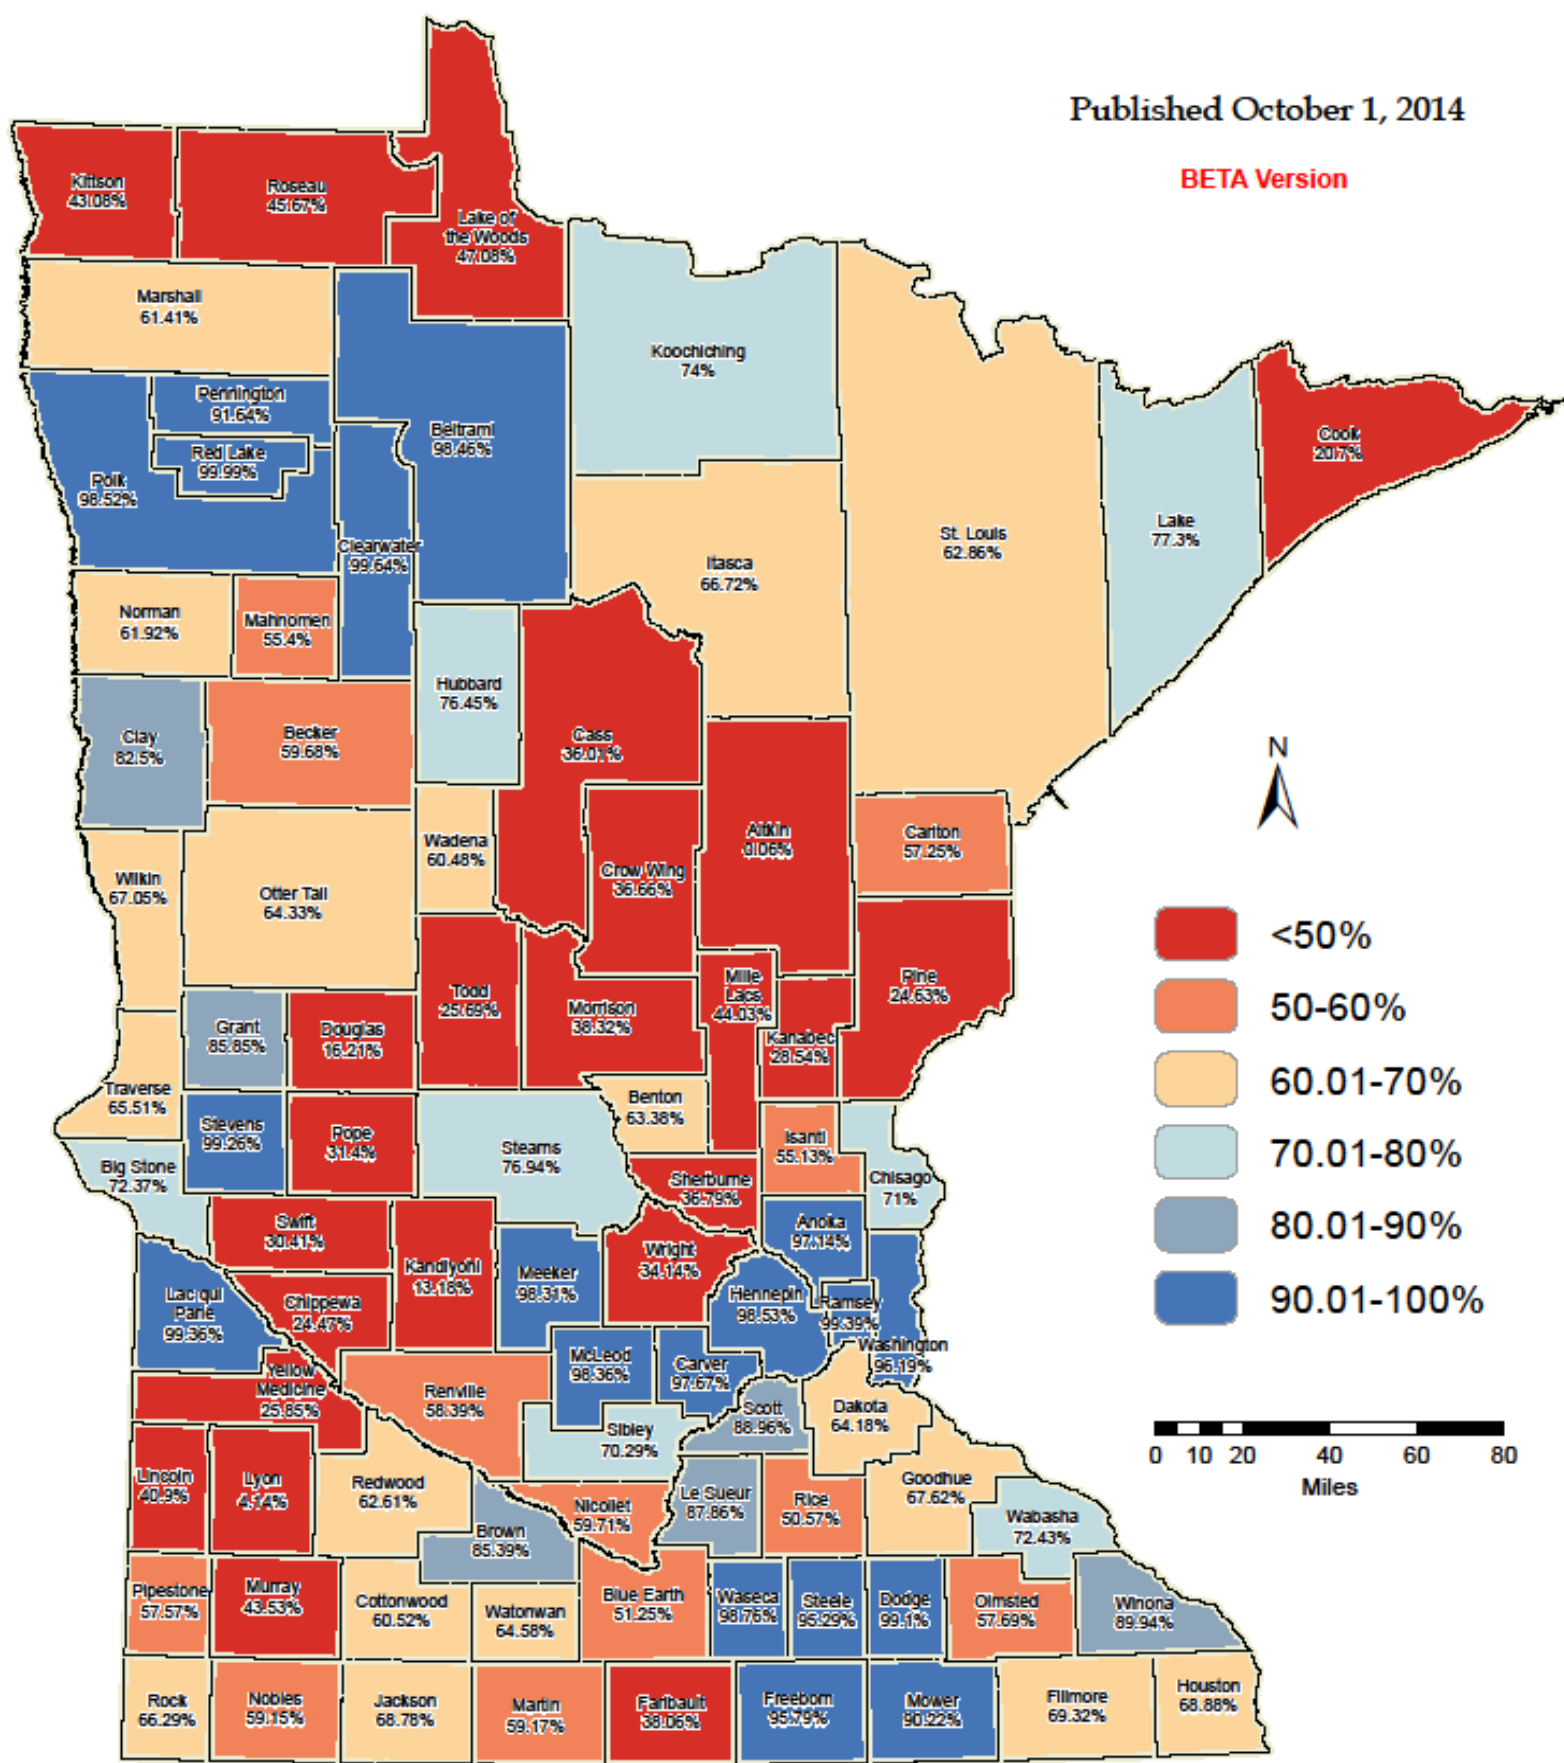 Published October 1, 2014
BETA Version
Kittson
43.08%
Roseau
45.67%
Lake of
the Woods
47.08%
Marshall
61.41%
Koochiching
74%
Pennington
91.64%
Red Lake
99.99%
Polk
98.52%
Beltrami
98.46%
Clearwater
99.64%
Cook
20.7%
Lake
77.3%
St. Louis
62.86%
Itasca
66.72%
Norman
61.92%
Mahnomen
55.4%
Hubbard
76.45%
Cass
36.01%
Clay
82.5%
Becker
59.68%
N
Wadena
60.48%
Crow Wing
36.66%
Aitkin
0.06%
Carlton
57.25%
Wilkin
67.05%
Otter Tail
64.33%
<50%
50-60%
60.01-70%
70.01-80%
80.01-90%
90.01-100%
Todd
25.69%
Morrison
38.32%
Mille
Lacs
44.03%
Kanabec
28.54%
Pine
24.63%
Grant
85.85%
Douglas
16.21%
Traverse
65.51%
Stevens
99.26%
Pope
31.4%
Stearns
76.94%
Benton
63.38%
Isanti
55.13%
Chisago
71%
Big Stone
72.37%
Sherburne
36.79%
Swift
30.41%
Kandiyohi
13.18%
Meeker
98.31%
Wright
34.14%
Anoka
97.14%
Hennepin
98.53%
Ramsey
99.39%
Washington
96.19%
Lac qui
Parle
99.36%
Chippewa
24.47%
Yellow
Medicine
25.85%
Renville
58.39%
McLeod
98.36%
Carver
97.67%
Scott
88.96%
Dakota
64.18%
Sibley
70.29%
0 10 20 40 60 80
Miles
Lincoln
40.9%
Lyon
4.14%
Redwood
62.61%
Brown
85.39%
Nicollet
59.71%
Le Sueur
87.86%
Rice
50.57%
Goodhue
67.62%
Wabasha
72.43%
Pipestone
57.57%
Murray
43.53%
Cottonwood
60.52%
Watonwan
64.58%
Blue Earth
51.25%
Waseca
98.76%
Steele
95.29%
Dodge
99.1%
Olmsted
57.69%
Winona
89.94%
Rock
66.29%
Nobles
59.15%
Jackson
68.78%
Martin
59.17%
Faribault
38.06%
Freeborn
95.79%
Mower
90.22%
Fillmore
69.32%
Houston
68.88%